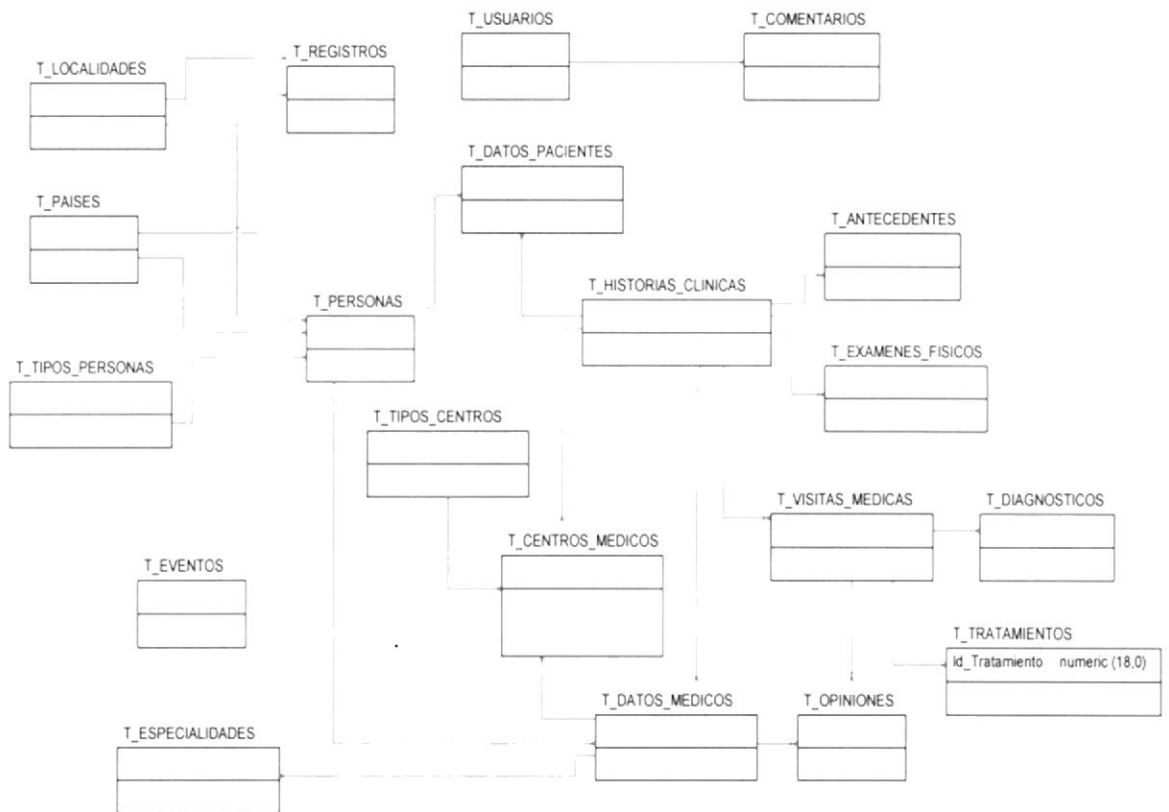 T_USUARIOS
T_COMENTARIOS
T_REGISTROS
T_LOCALIDADES
T_DATOS_PACIENTES
T_PAISES
T_ANTECEDENTES
T_HISTORIAS_CLINICAS
T_PERSONAS
T_EXAMENES_FISICOS
T_TIPOS_PERSONAS
T_TIPOS_CENTROS
T_VISITAS_MEDICAS
T_DIAGNOSTICOS
T_CENTROS_MEDICOS
T_EVENTOS
T_TRATAMIENTOS
Id_Tratamiento numeric (18,0)
T_DATOS_MEDICOS
T_OPINIONES
T_ESPECIALIDADES